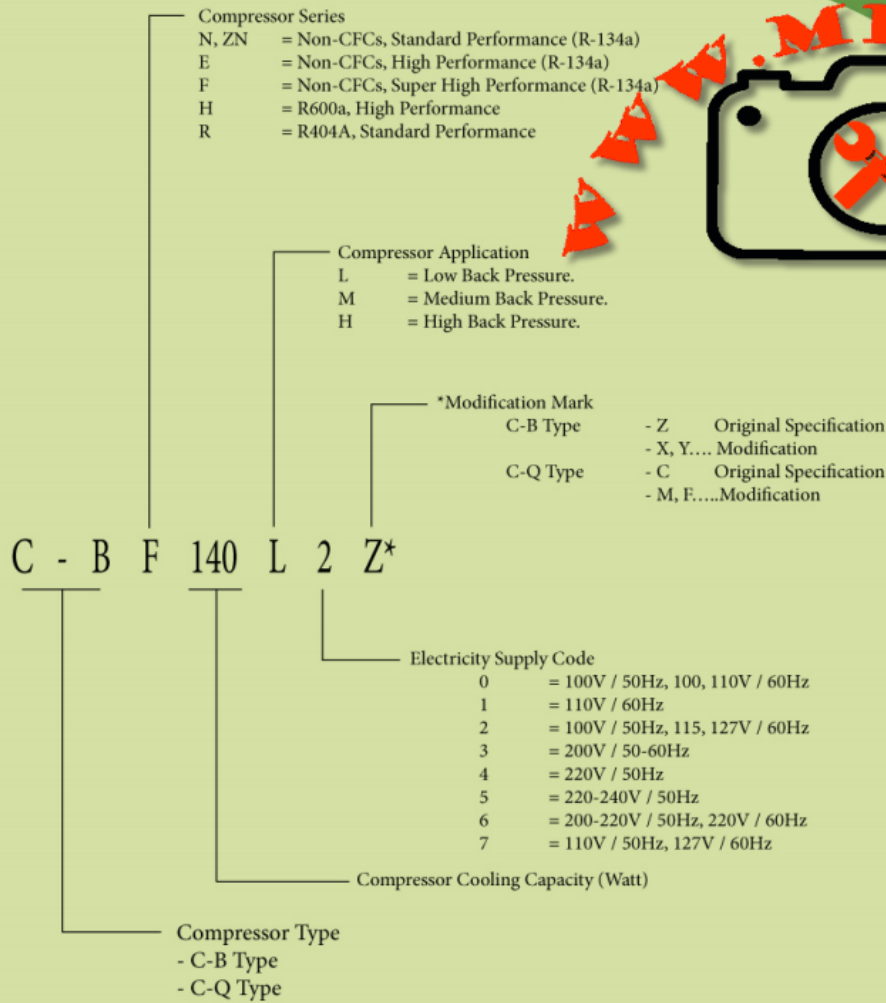 Compressor Series
N, ZN = Non-CFCs, Standard Performance (R-134a)
E = Non-CFCs, High Performance (R-134a)
F = Non-CFCs, Super High Performance (R-134a)
H = R600a, High Performance
R = R404A, Standard Performance
WWW.M
Compressor Application
L = Low Back Pressure.
M = Medium Back Pressure.
H = High Back Pressure.
*Modification Mark
C-B Type - Z Original Specification
- X, Y.... Modification
C-Q Type - C Original Specification
- M, F.....Modification
C - B F 140 L 2 Z*
Electricity Supply Code
0 = 100V / 50Hz, 100, 110V / 60Hz
1 = 110V / 60Hz
2 = 100V / 50Hz, 115, 127V / 60Hz
3 = 200V / 50-60Hz
4 = 220V / 50Hz
5 = 220-240V / 50Hz
6 = 200-220V / 50Hz, 220V / 60Hz
7 = 110V / 50Hz, 127V / 60Hz
Compressor Cooling Capacity (Watt)
Compressor Type
- C-B Type
- C-Q Type